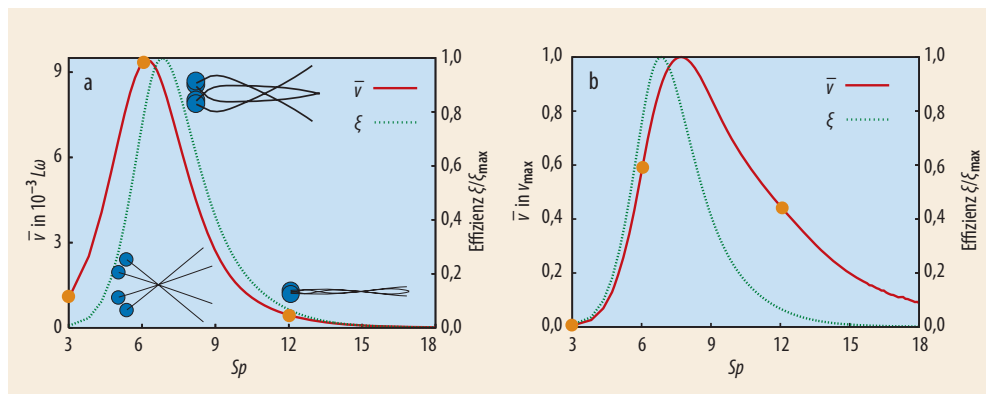 a
v̅
ξ
9
6
3
0
v̅ in 10⁻³ Lω
1,0
0,8
0,6
0,4
0,2
0,0
Effizienz ξ/ξmax
3 6 9 12 15 18
Sp
b
v̅
ξ
1,0
0,8
0,6
0,4
0,2
0,0
v̅ in vmax
1,0
0,8
0,6
0,4
0,2
0,0
Effizienz ξ/ξmax
3 6 9 12 15 18
Sp